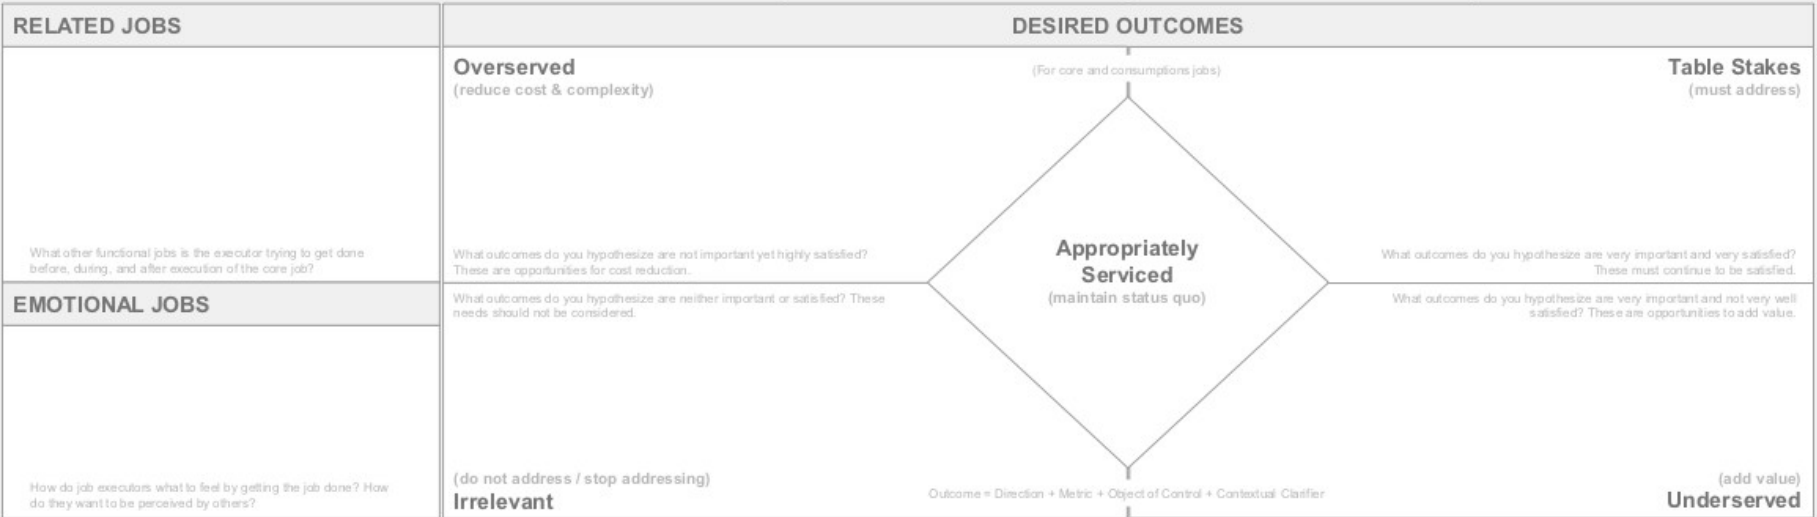 RELATED JOBS
What other functional jobs is the executor trying to get done
before, during, and after execution of the core job?
EMOTIONAL JOBS
How do job executors what to feel by getting the job done? How
do they want to be perceived by others?
DESIRED OUTCOMES
(For core and consumptions jobs)
Overserved
(reduce cost & complexity)
What outcomes do you hypothesize are not important yet highly satisfied?
These are opportunities for cost reduction.
Table Stakes
(must address)
What outcomes do you hypothesize are very important and very satisfied?
These must continue to be satisfied.
Appropriately
Serviced
(maintain status quo)
What outcomes do you hypothesize are neither important or satisfied? These
needs should not be considered.
(do not address / stop addressing)
Irrelevant
What outcomes do you hypothesize are very important and not very well
satisfied? These are opportunities to add value.
(add value)
Underserved
Outcome = Direction + Metric + Object of Control + Contextual Clarifier